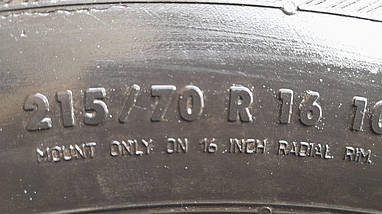 215/70 R 16
MOUNT ONLY ON 16 INCH RADIAL RIM.